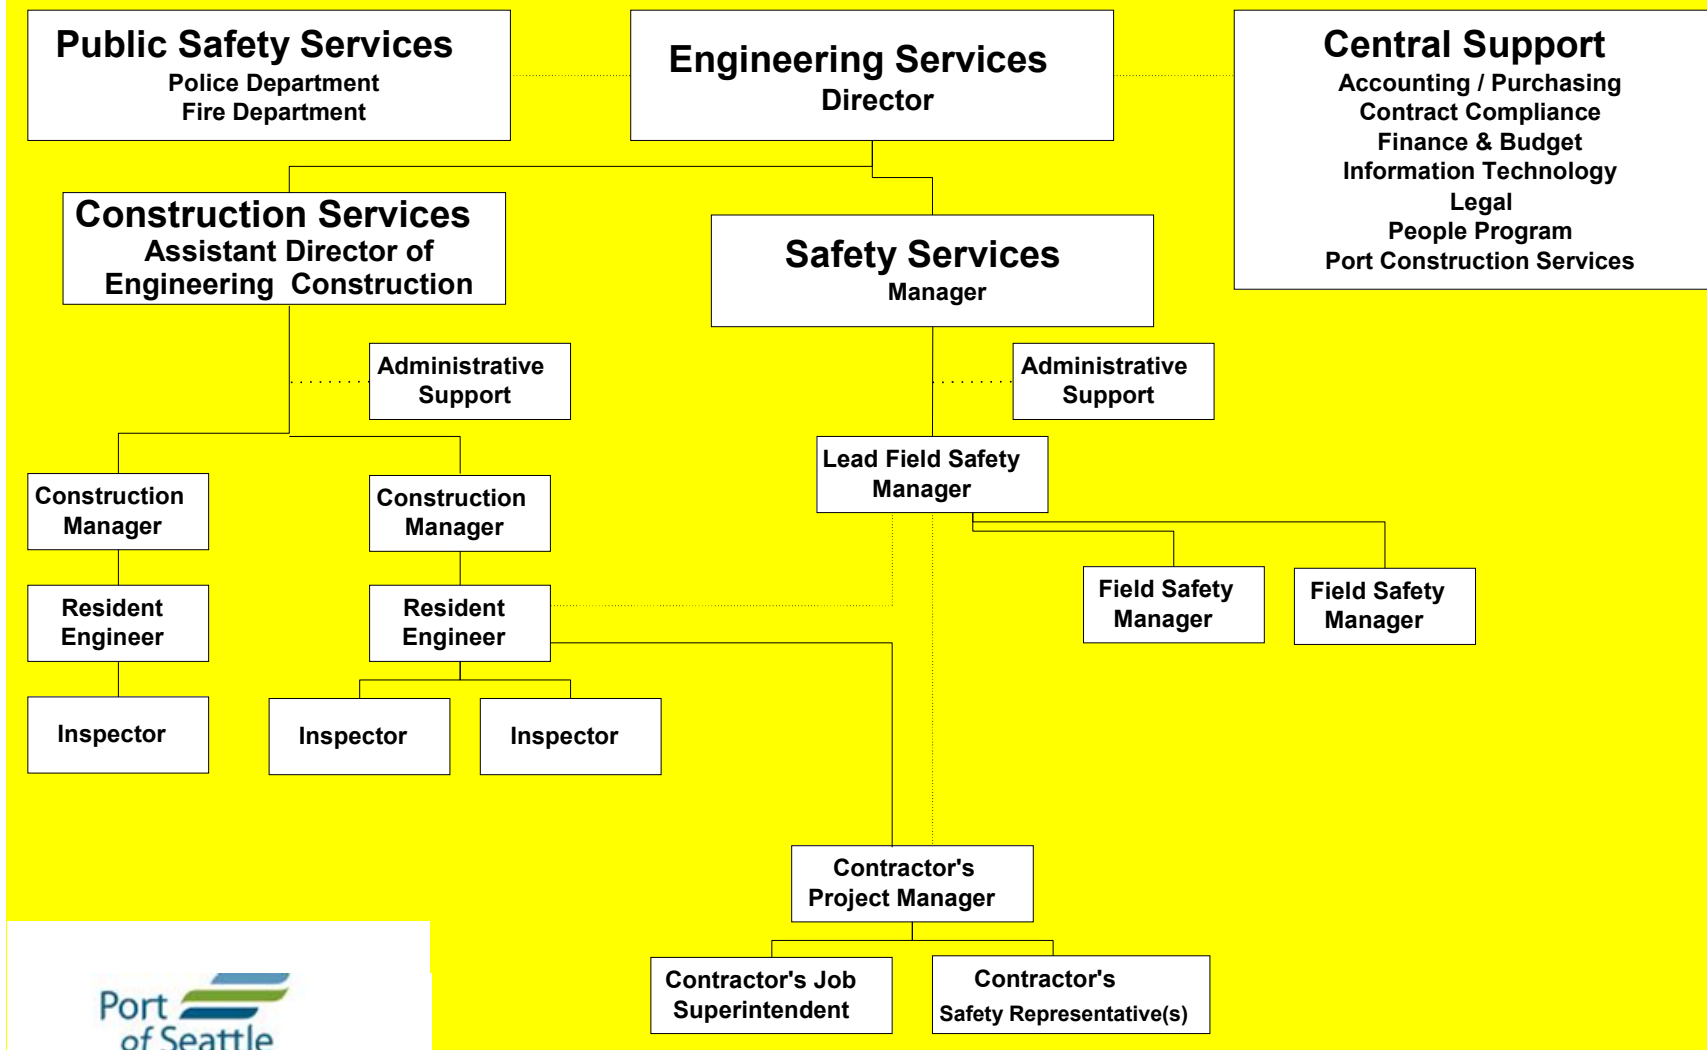 Public Safety Services
Police Department
Fire Department
Engineering Services
Director
Central Support
Accounting / Purchasing
Contract Compliance
Finance & Budget
Information Technology
Legal
People Program
Port Construction Services
Construction Services
Assistant Director of
Engineering Construction
Safety Services
Manager
Administrative
Support
Administrative
Support
Lead Field Safety
Manager
Construction
Manager
Construction
Manager
Resident
Engineer
Resident
Engineer
Field Safety
Manager
Field Safety
Manager
Inspector
Inspector
Inspector
Contractor's
Project Manager
Contractor's Job
Superintendent
Contractor's
Safety Representative(s)
Port
of Seattle